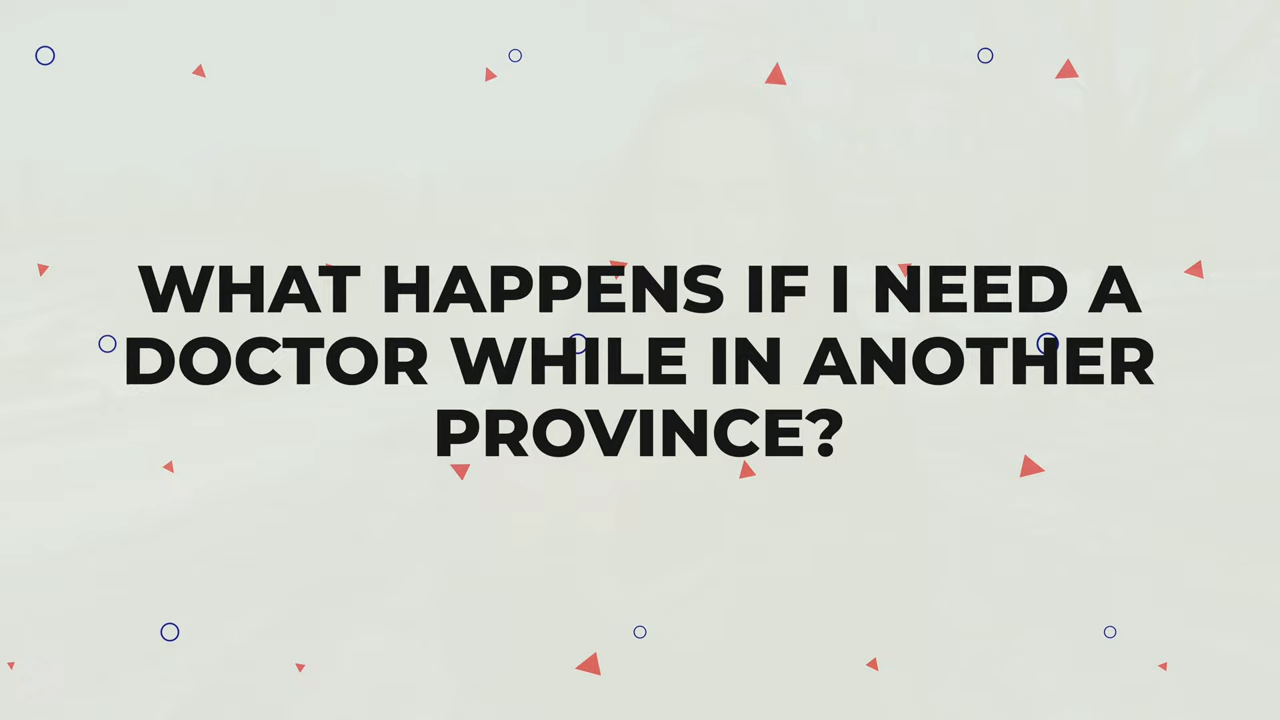 WHAT HAPPENS IF I NEED A
DOCTOR WHILE IN ANOTHER
PROVINCE?